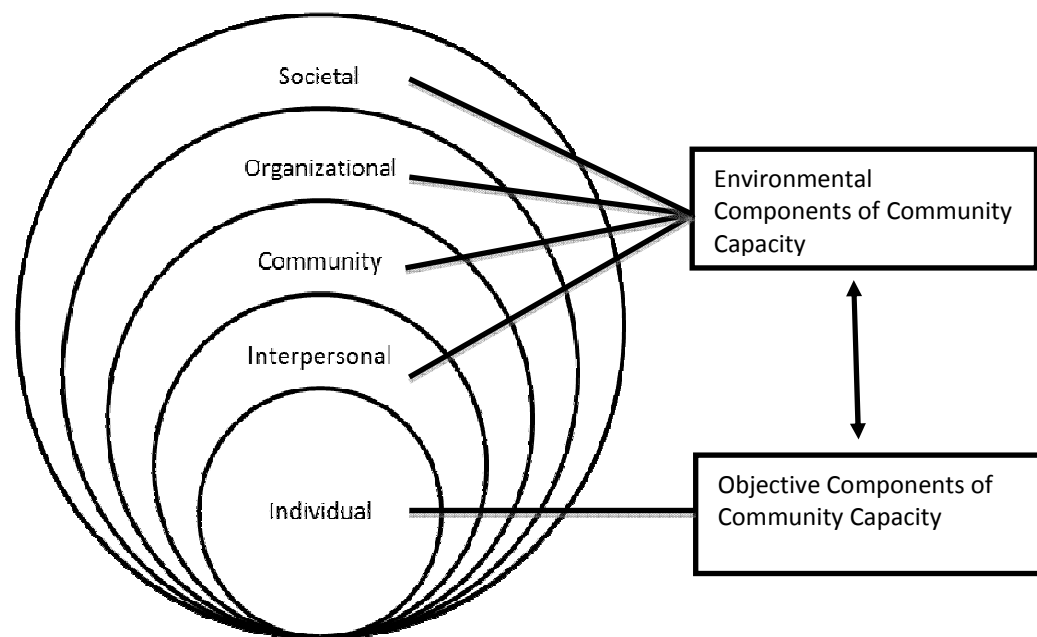 Societal
Organizational
Community
Interpersonal
Individual
Environmental
Components of Community
Capacity
Objective Components of
Community Capacity